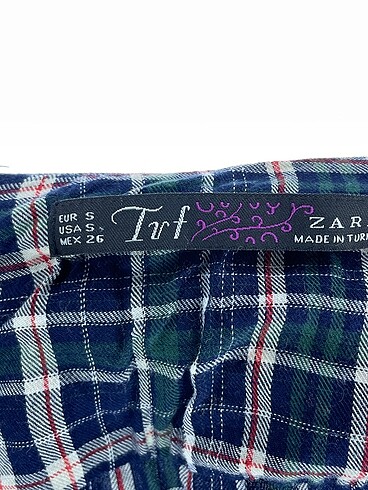 EUR S
USA S
MEX 26
Trf
ZAR
MADE IN TUR